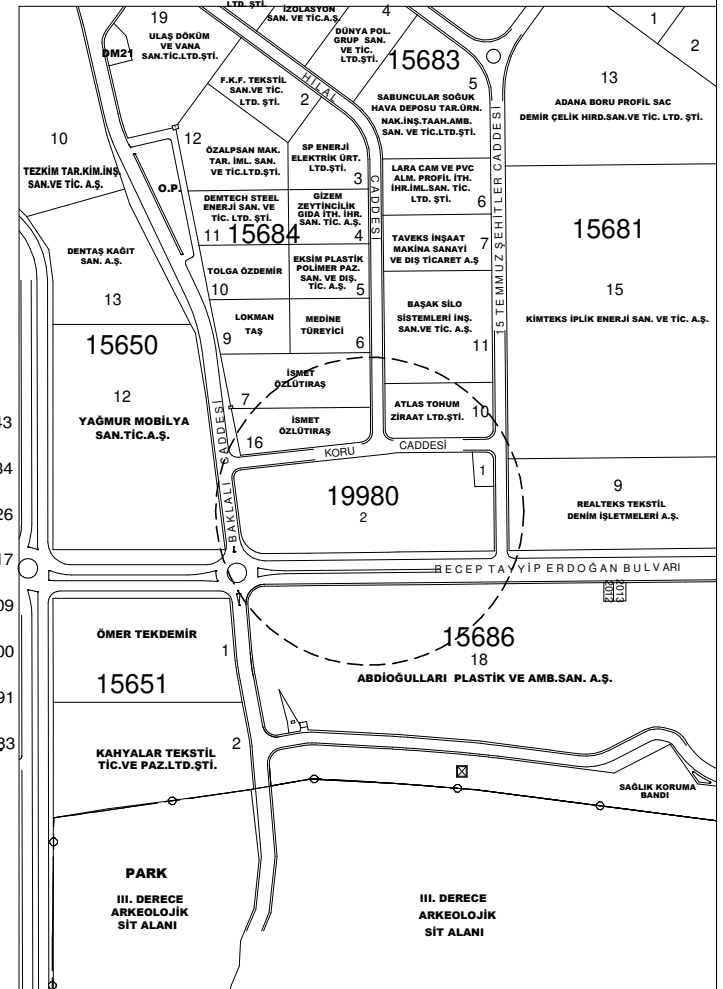 LTD. ŞTİ.
19
ULAŞ DÖKÜM
VE VANA
SAN.TİC.LTD.ŞTİ.
DM21
İZOLASYON
SAN. VE TİC.A.Ş.
4
DÜNYA POL.
GRUP SAN.
VE TİC.
LTD.ŞTİ.
15683
5
SABUNCULAR SOĞUK
HAVA DEPOSU TAR.ÜRN.
NAK.İNŞ.TAAH.AMB.
SAN. VE TİC.LTD.ŞTİ.
1
2
13
ADANA BORU PROFİL SAC
DEMİR ÇELİK HIRD.SAN.VE TİC. LTD. ŞTİ.
F.K.F. TEKSTİL
SAN.VE TİC.
LTD. ŞTİ.
2
HİLAL
CADDESİ
10
TEZKİM TAR.KİM.İNŞ.
SAN.VE TİC. A.Ş.
O.P.
12
ÖZALPSAN MAK.
TAR. İML. SAN.
VE TİC.LTD.ŞTİ.
SP ENERJİ
ELEKTRİK ÜRT.
LTD.ŞTİ.
3
LARA CAM VE PVC
ALM. PROFİL İTH.
İHR.İML.SAN. TİC.
LTD. ŞTİ.
6
15 TEMMUZ ŞEHİTLER CADDESİ
DEMTECH STEEL
ENERJİ SAN. VE
TİC. LTD. ŞTİ.
11
15684
GİZEM
ZEYTİNCİLİK
GIDA İTH. İHR.
SAN. TİC. A.Ş.
4
TAVEKS İNŞAAT
MAKİNA SANAYİ
VE DIŞ TİCARET A.Ş
7
15681
DENTAŞ KAĞIT
SAN. A.Ş.
13
TOLGA ÖZDEMİR
10
EKSİM PLASTİK
POLİMER PAZ.
SAN. VE DIŞ.
TİC. A.Ş.
5
15
KİMTEKS İPLİK ENERJİ SAN. VE TİC. A.Ş.
LOKMAN
TAŞ
9
MEDİNE
TÜREYİCİ
6
BAŞAK SİLO
SİSTEMLERİ İNŞ.
SAN.VE TİC. A.Ş.
11
15650
12
YAĞMUR MOBİLYA
SAN.TİC.A.Ş.
İSMET
ÖZLÜTIRAŞ
7
İSMET
ÖZLÜTIRAŞ
16
ATLAS TOHUM
ZİRAAT LTD.ŞTİ.
10
BAKLALI CADDESİ
KORU CADDESİ
1
19980
2
9
REALTEKS TEKSTİL
DENİM İŞLETMELERİ A.Ş.
43
34
26
17
09
00
91
83
RECEP TAYYİP ERDOĞAN BULVARI
2012
2013
ÖMER TEKDEMİR
1
15651
15686
18
ABDİOĞULLARI PLASTİK VE AMB.SAN. A.Ş.
2
KAHYALAR TEKSTİL
TİC.VE PAZ.LTD.ŞTİ.
SAĞLIK KORUMA
BANDI
PARK
III. DERECE
ARKEOLOJİK
SİT ALANI
III. DERECE
ARKEOLOJİK
SİT ALANI